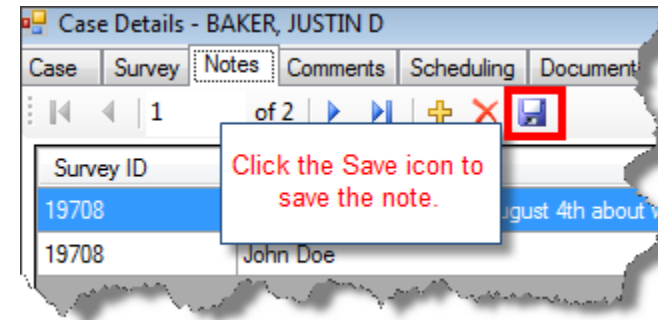 Case Details - BAKER, JUSTIN D
Case Survey Notes Comments Scheduling Document
1 of 2
Survey ID
Click the Save icon to
save the note.
19708 August 4th about
19708 John Doe